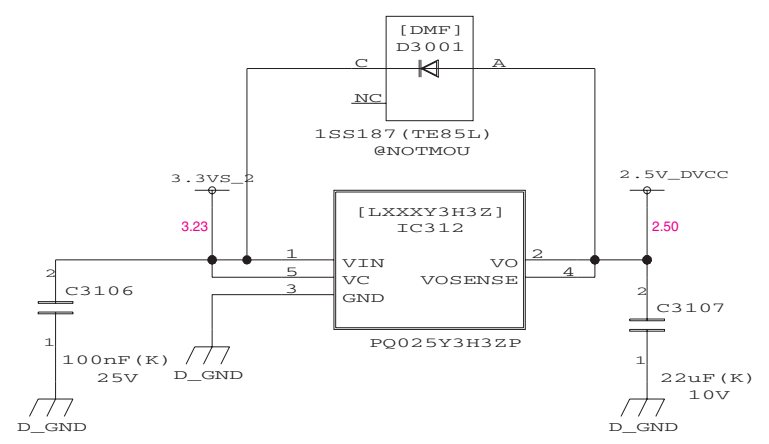 [DMF]
D3001
C
A
NC
1SS187(TE85L)
@NOTMOU
3.3VS_2
2.5V_DVCC
3.23
2.50
[LXXXY3H3Z]
IC312
1
VIN
VO
2
5
VC
VOSENSE
4
3
GND
2
C3106
2
C3107
PQ025Y3H3ZP
1
100nF(K)
25V
D_GND
1
22uF(K)
10V
D_GND
D_GND